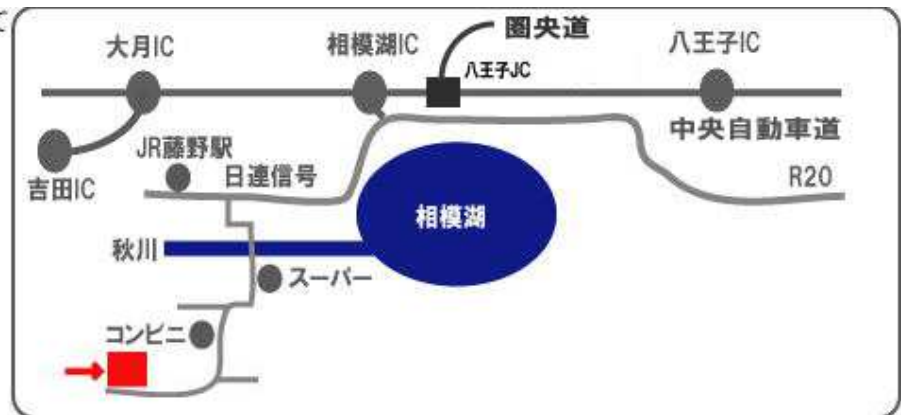 て
圏央道
大月IC
相模湖IC
八王子IC
八王子JC
中央自動車道
JR藤野駅
吉田IC
日連信号
R20
相模湖
秋川
スーパー
コンビニ